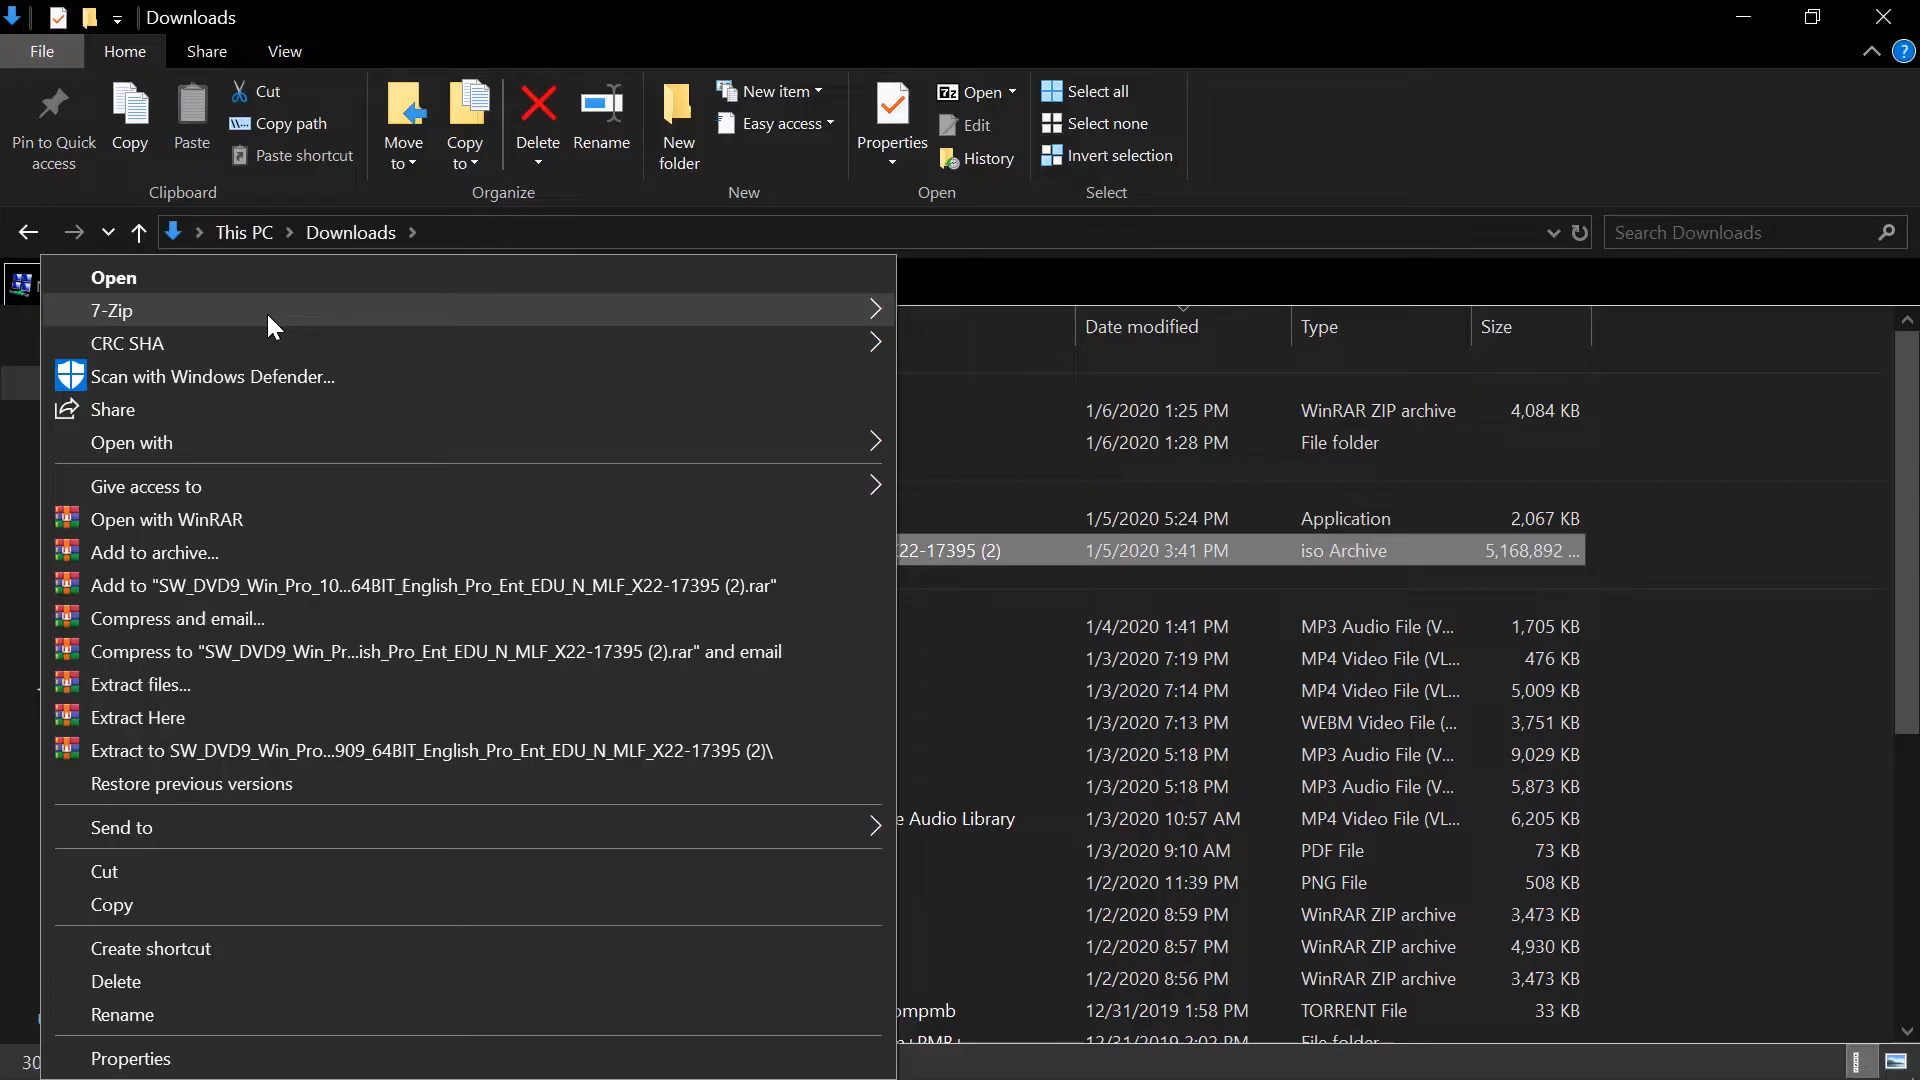 Downloads
File Home Share View
Pin to Quick access
Copy
Paste
Cut
Copy path
Paste shortcut
Clipboard
Move to
Copy to
Delete
Rename
Organize
New folder
New item
Easy access
New
Properties
Open
Edit
History
Open
Select all
Select none
Invert selection
Select
This PC Downloads
Search Downloads
Open
7-Zip
CRC SHA
Scan with Windows Defender...
Share
Open with
Give access to
Open with WinRAR
Add to archive...
Add to "SW_DVD9_Win_Pro_10...64BIT_English_Pro_Ent_EDU_N_MLF_X22-17395 (2).rar"
Compress and email...
Compress to "SW_DVD9_Win_Pr...ish_Pro_Ent_EDU_N_MLF_X22-17395 (2).rar" and email
Extract files...
Extract Here
Extract to SW_DVD9_Win_Pro...909_64BIT_English_Pro_Ent_EDU_N_MLF_X22-17395 (2)\
Restore previous versions
Send to
Cut
Copy
Create shortcut
Delete
Rename
Properties
Date modified Type Size
1/6/2020 1:25 PM WinRAR ZIP archive 4,084 KB
1/6/2020 1:28 PM File folder
1/5/2020 5:24 PM Application 2,067 KB
22-17395 (2) 1/5/2020 3:41 PM iso Archive 5,168,892 ...
1/4/2020 1:41 PM MP3 Audio File (V... 1,705 KB
1/3/2020 7:19 PM MP4 Video File (VL... 476 KB
1/3/2020 7:14 PM MP4 Video File (VL... 5,009 KB
1/3/2020 7:13 PM WEBM Video File (... 3,751 KB
1/3/2020 5:18 PM MP3 Audio File (V... 9,029 KB
1/3/2020 5:18 PM MP3 Audio File (V... 5,873 KB
e Audio Library 1/3/2020 10:57 AM MP4 Video File (VL... 6,205 KB
1/3/2020 9:10 AM PDF File 73 KB
1/2/2020 11:39 PM PNG File 508 KB
1/2/2020 8:59 PM WinRAR ZIP archive 3,473 KB
1/2/2020 8:57 PM WinRAR ZIP archive 4,930 KB
1/2/2020 8:56 PM WinRAR ZIP archive 3,473 KB
ompmb 12/31/2019 1:58 PM TORRENT File 33 KB
12/31/2019 2:02 PM File folder
30